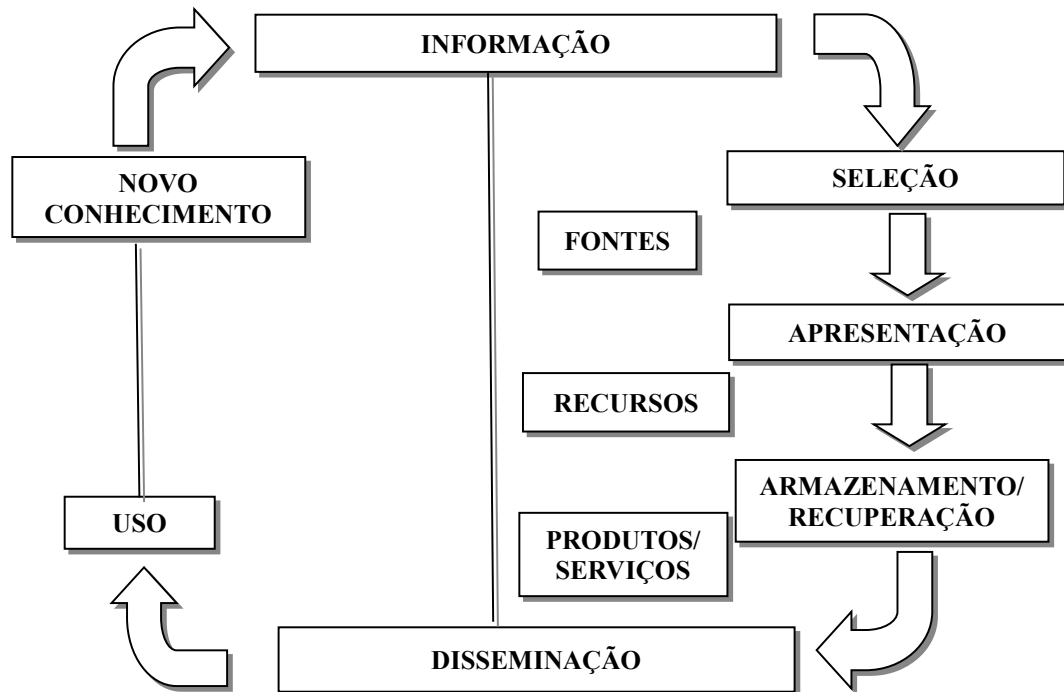 INFORMAÇÃO
NOVO
CONHECIMENTO
SELEÇÃO
FONTES
APRESENTAÇÃO
RECURSOS
ARMAZENAMENTO/
RECUPERAÇÃO
USO
PRODUTOS/
SERVIÇOS
DISSEMINAÇÃO